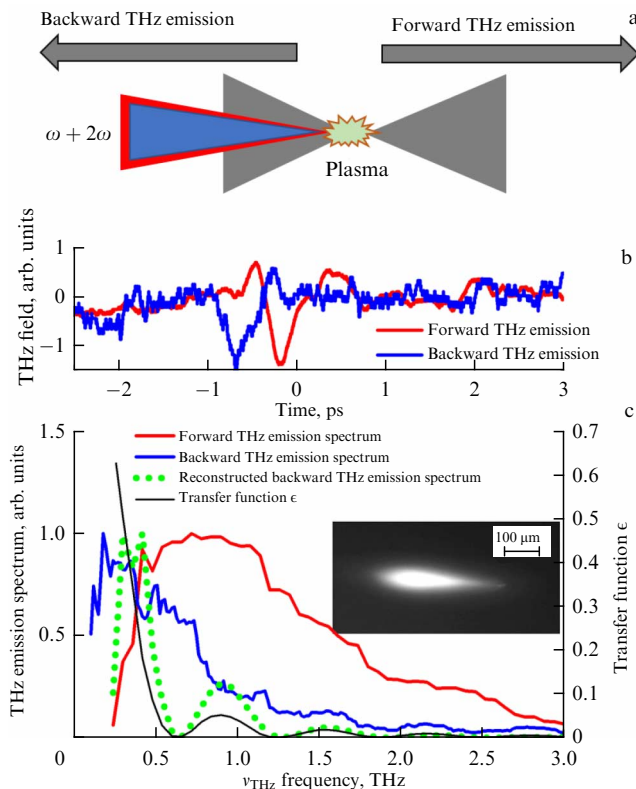 Backward THz emission
Forward THz emission
a
ω + 2ω
Plasma
b
THz field, arb. units
1
0
−1
Forward THz emission
Backward THz emission
−2
−1
0
1
2
3
Time, ps
c
THz emission spectrum, arb. units
1.5
1.0
0.5
Forward THz emission spectrum
Backward THz emission spectrum
Reconstructed backward THz emission spectrum
Transfer function ϵ
100 μm
0.7
0.6
0.5
0.4
0.3
0.2
0.1
0
Transfer function ϵ
0
0.5
1.0
1.5
2.0
2.5
3.0
νTHz frequency, THz